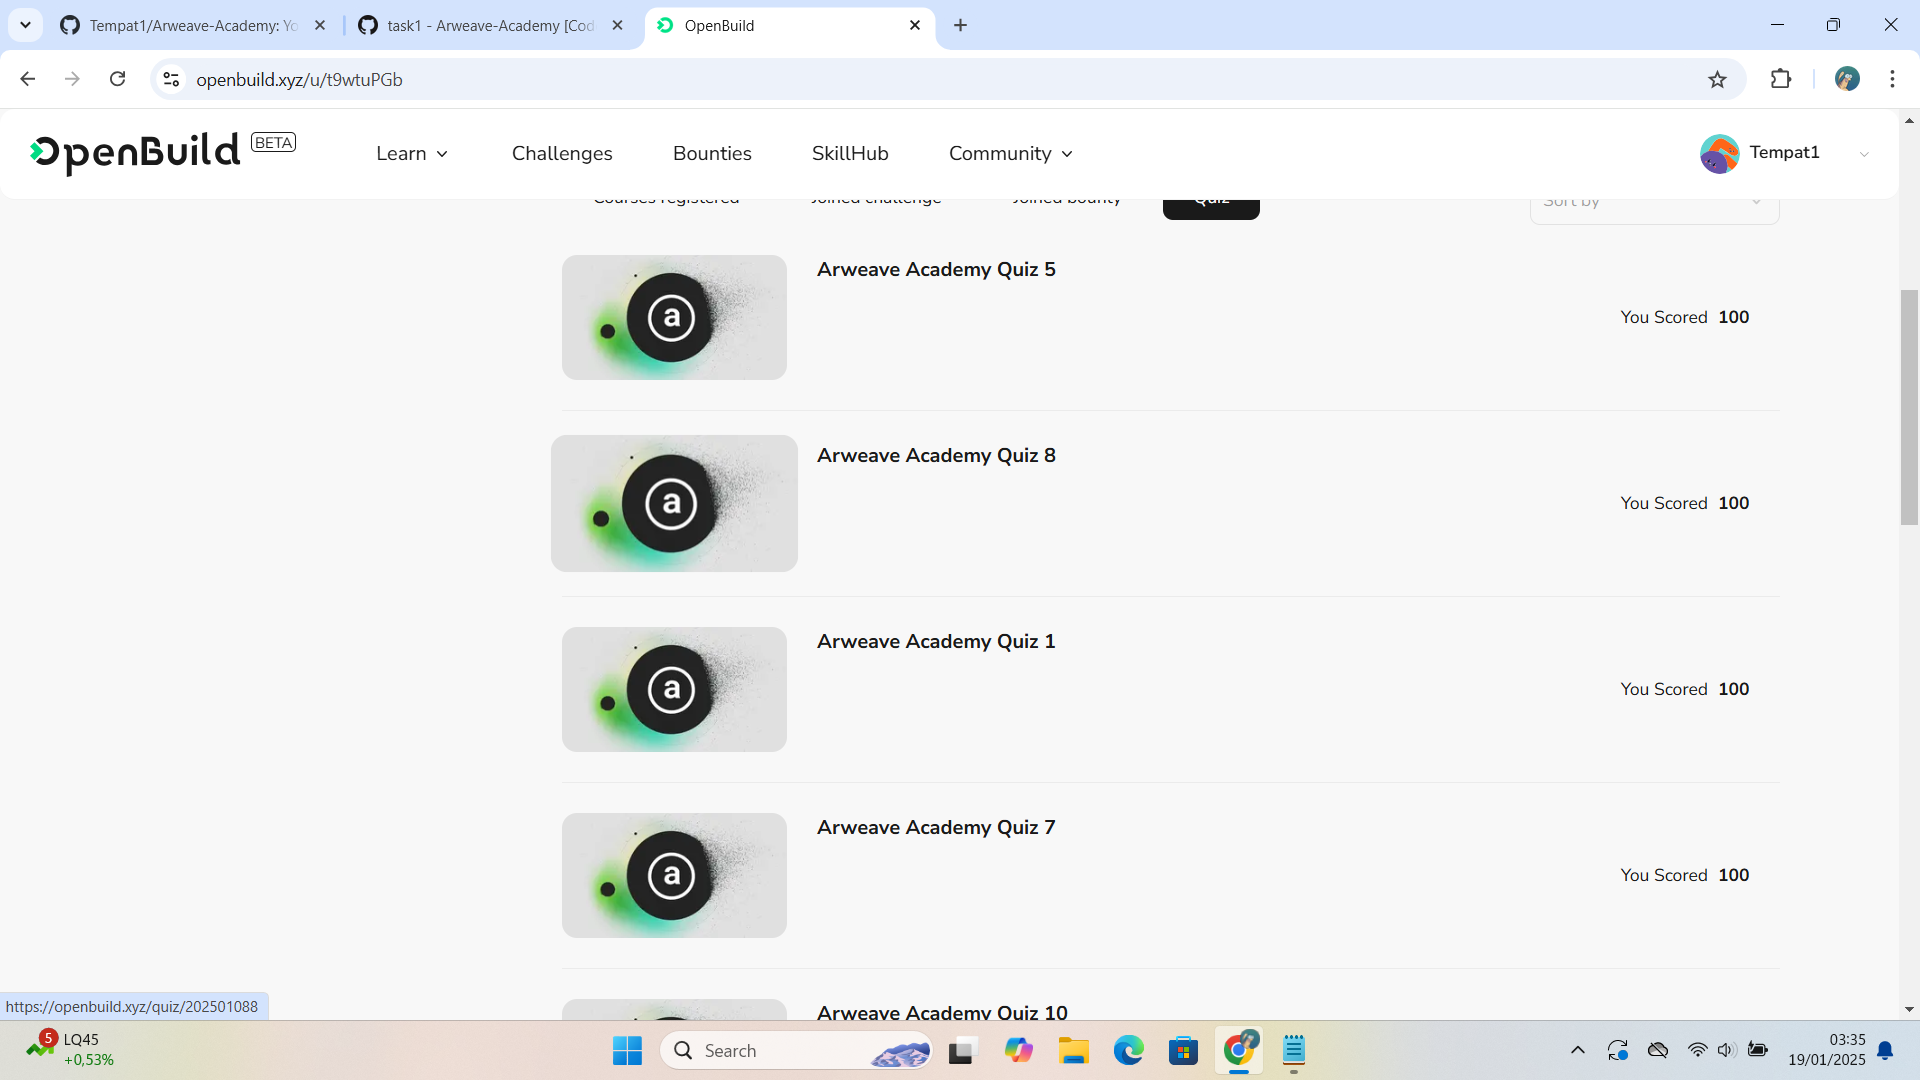 Tempat1/Arweave-Academy: Yo
task1 - Arweave-Academy [Cod
OpenBuild
openbuild.xyz/u/t9wtuPGb
OpenBuild BETA
Learn
Challenges
Bounties
SkillHub
Community
Tempat1
Courses registered
Joined challenge
Joined bounty
Quiz
Sort by
Arweave Academy Quiz 5
a
You Scored 100
Arweave Academy Quiz 8
a
You Scored 100
Arweave Academy Quiz 1
a
You Scored 100
Arweave Academy Quiz 7
a
You Scored 100
Arweave Academy Quiz 10
https://openbuild.xyz/quiz/202501088
5
LQ45
+0,53%
Search
03:35
19/01/2025